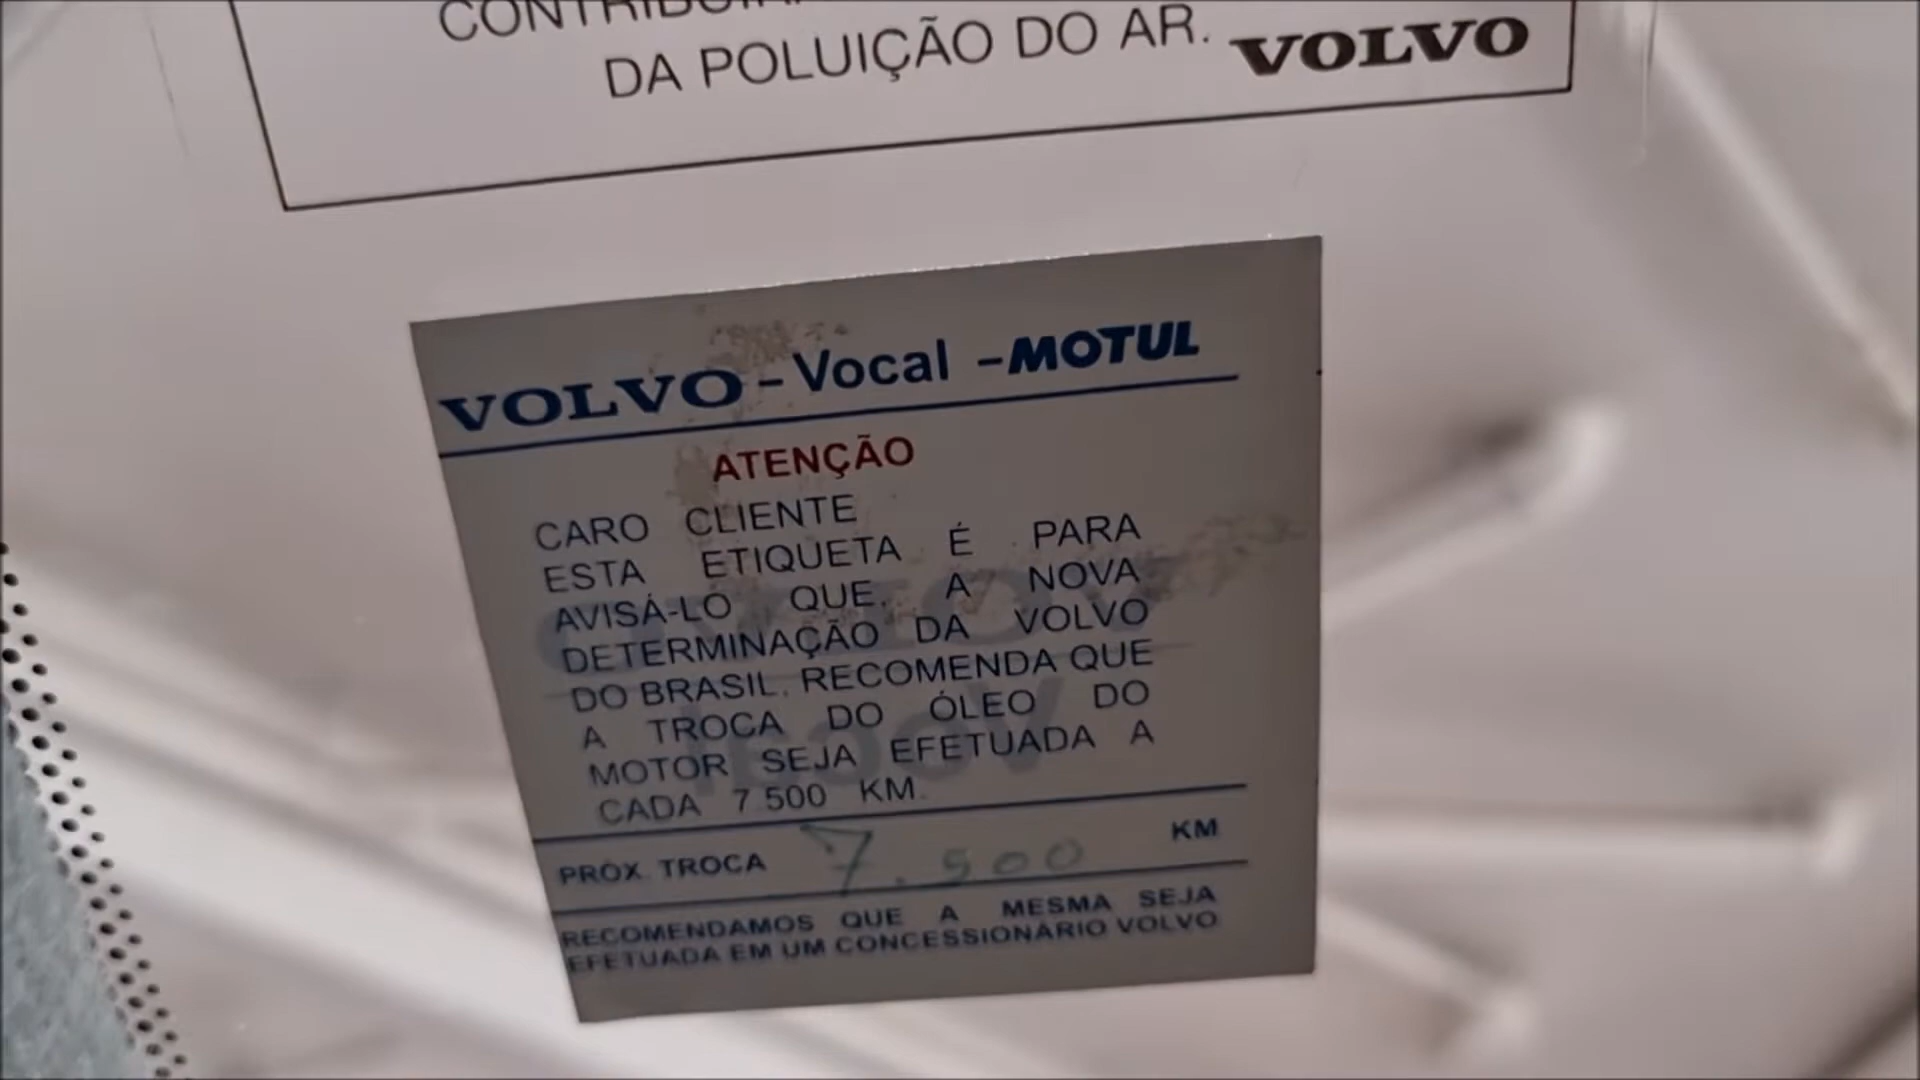 DA POLUIÇÃO DO AR. VOLVO
VOLVO - Vocal - MOTUL
ATENÇÃO
CARO CLIENTE
ESTA ETIQUETA É PARA
AVISÁ-LO QUE, A NOVA
DETERMINAÇÃO DA VOLVO
DO BRASIL, RECOMENDA QUE
A TROCA DO ÓLEO DO
MOTOR SEJA EFETUADA A
CADA 7.500 KM.
PRÓX. TROCA 7.500 KM
RECOMENDAMOS QUE A MESMA SEJA
EFETUADA EM UM CONCESSIONÁRIO VOLVO